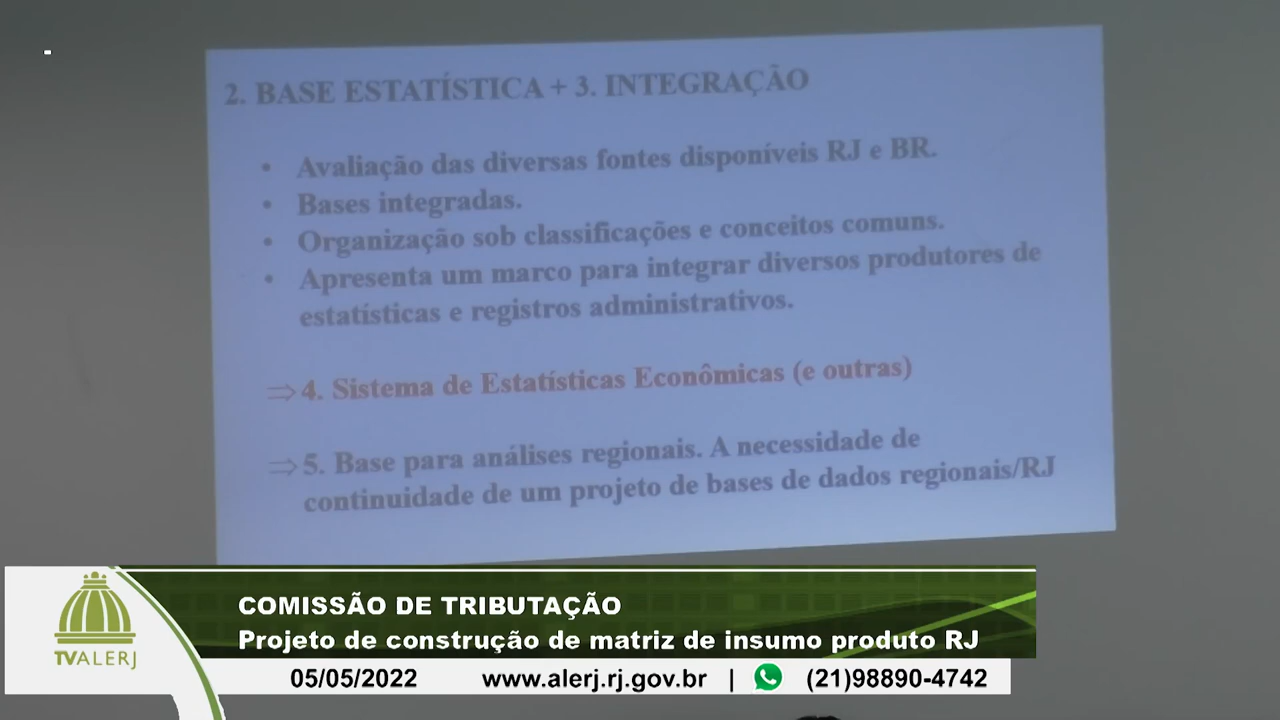 2. BASE ESTATÍSTICA + 3. INTEGRAÇÃO
• Avaliação das diversas fontes disponíveis RJ e BR.
• Bases integradas.
• Organização sob classificações e conceitos comuns.
• Apresenta um marco para integrar diversos produtores de
estatísticas e registros administrativos.
⇒4. Sistema de Estatísticas Econômicas (e outras)
⇒5. Base para análises regionais. A necessidade de
continuidade de um projeto de bases de dados regionais/RJ
COMISSÃO DE TRIBUTAÇÃO
Projeto de construção de matriz de insumo produto RJ
TVALERJ
05/05/2022 www.alerj.rj.gov.br | (21)98890-4742